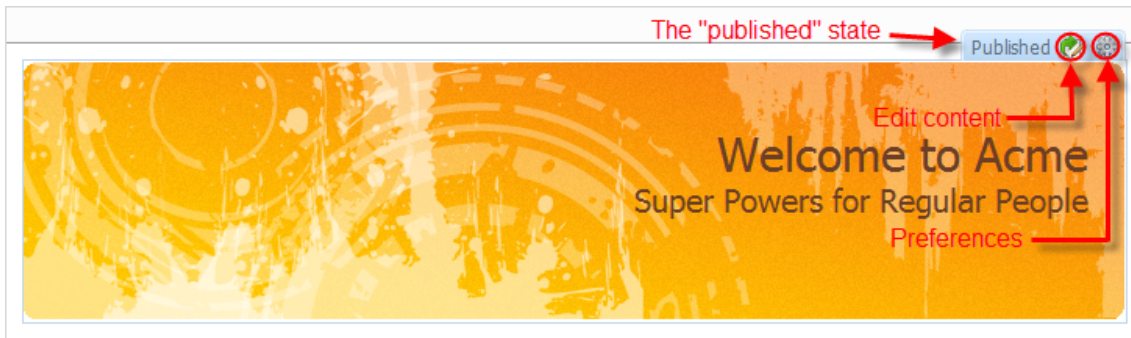 The "published" state
Published
Edit content
Welcome to Acme
Super Powers for Regular People
Preferences